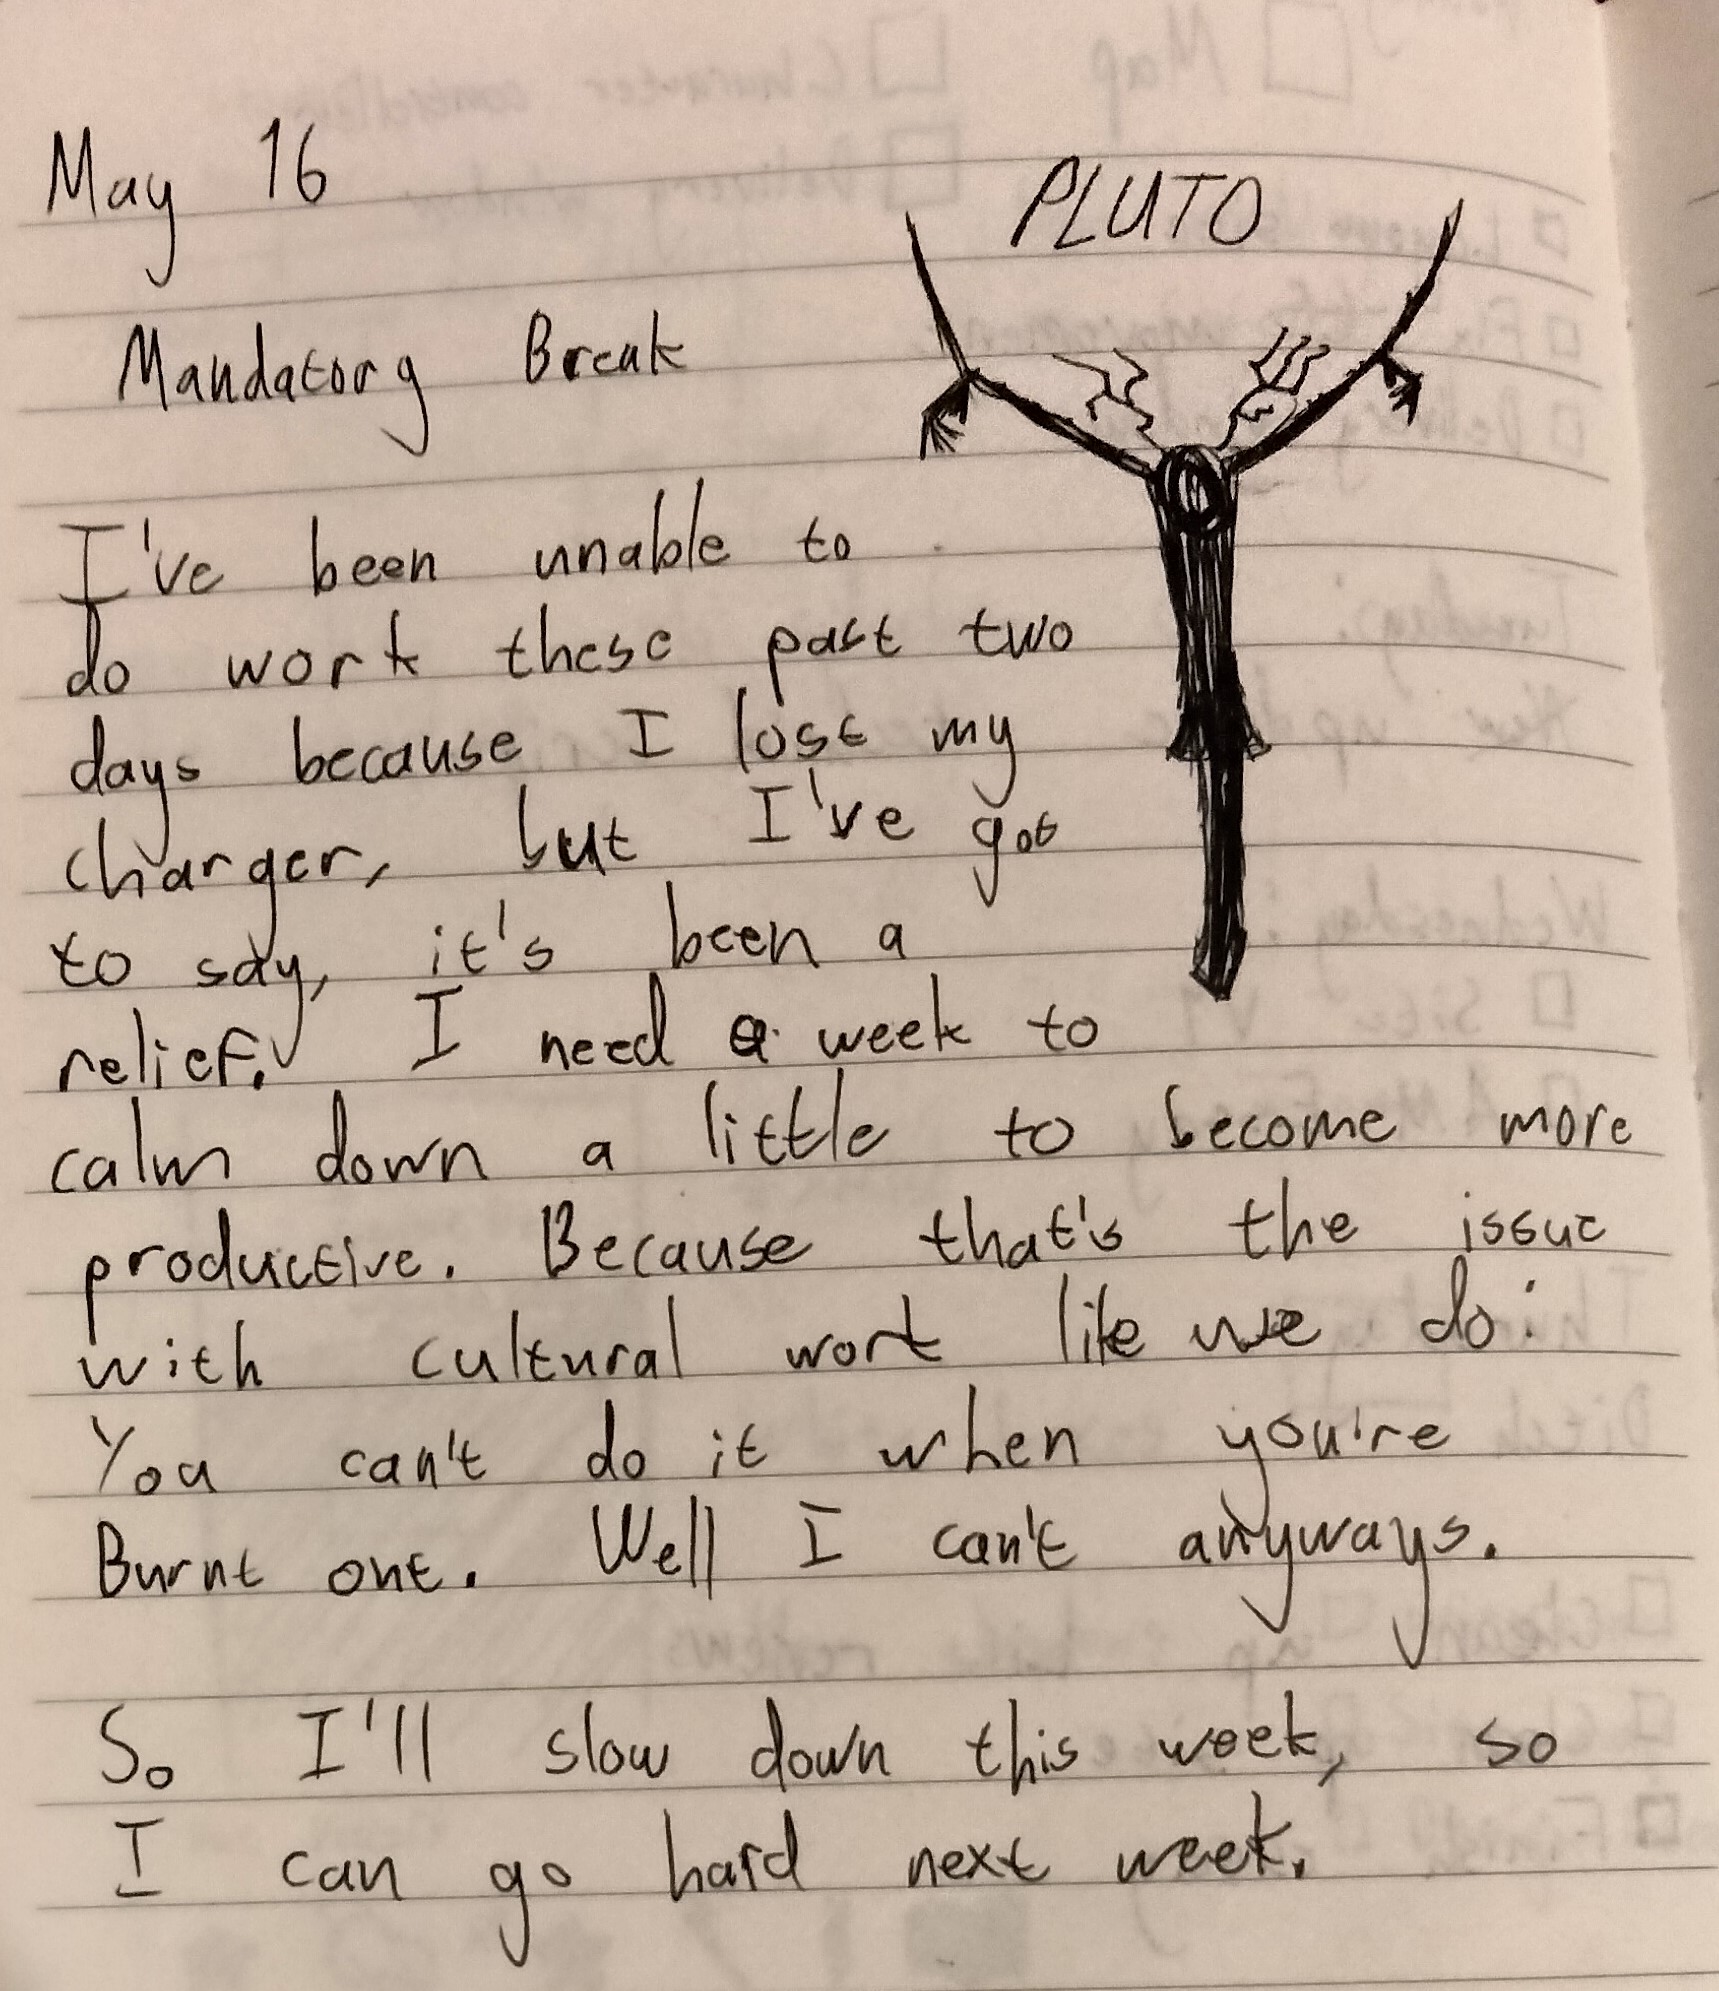 May 16
PLUTO
Mandatory Break
I've been unable to
do work these past two
days because I lost my
charger, but I've got
to say, it's been a
relief. I need a week to
calm down a little to become more
productive. Because that's the issue
with cultural work like we do:
You can't do it when you're
Burnt out. Well I can't anyways.
So I'll slow down this week, so
I can go hard next week.